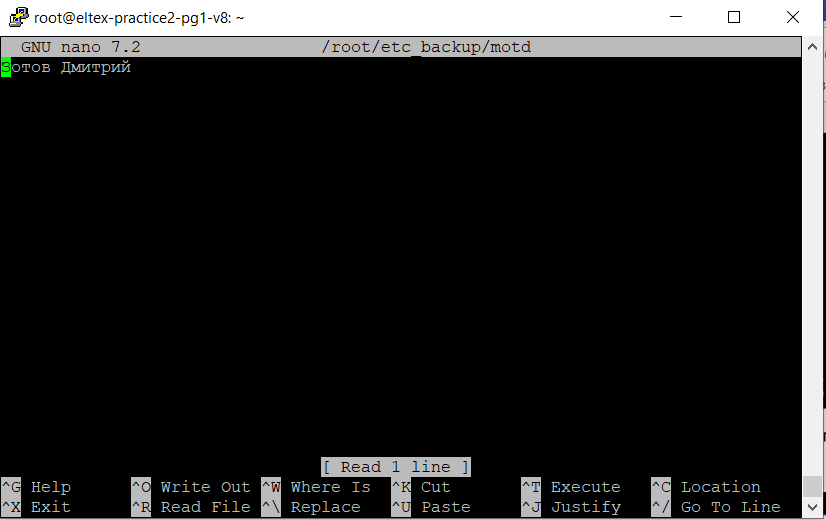 root@eltex-practice2-pg1-v8: ~
GNU nano 7.2 /root/etc_backup/motd
Зотов Дмитрий
[ Read 1 line ]
^G Help ^O Write Out ^W Where Is ^K Cut ^T Execute ^C Location
^X Exit ^R Read File ^\ Replace ^U Paste ^J Justify ^/ Go To Line